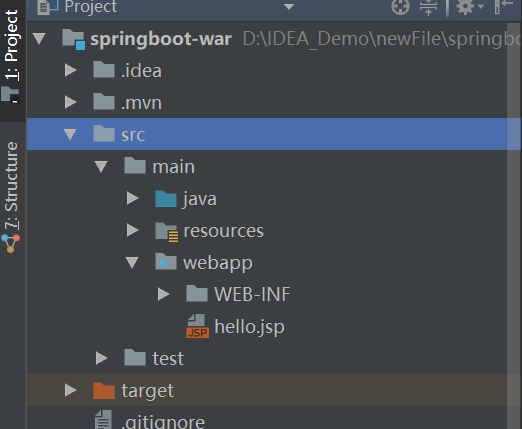 Project
1: Project
7: Structure
springboot-war D:\IDEA_Demo\newFile\springbo
.idea
.mvn
src
main
java
resources
webapp
WEB-INF
hello.jsp
JSP
test
target
.gitignore